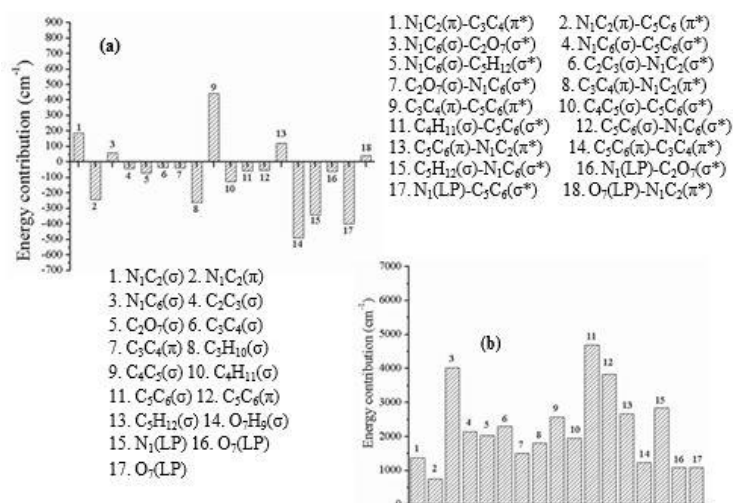 900
800
700
600
500
400
300
200
100
0
-100
-200
-300
-400
-500
-600
-700
Energy contribution (cm⁻¹)
(a)
1
2
3
4
5
6
7
8
9
10
11
12
13
14
15
16
17
18
1. N₁C₂(π)-C₃C₄(π*) 2. N₁C₂(π)-C₅C₆ (π*)
3. N₁C₆(σ)-C₂O₇(σ*) 4. N₁C₆(σ)-C₅C₆(σ*)
5. N₁C₆(σ)-C₅H₁₂(σ*) 6. C₂C₃(σ)-N₁C₂(σ*)
7. C₂O₇(σ)-N₁C₆(σ*) 8. C₃C₄(π)-N₁C₂(π*)
9. C₃C₄(π)-C₅C₆(π*) 10. C₄C₅(σ)-C₅C₆(σ*)
11. C₄H₁₁(σ)-C₅C₆(σ*) 12. C₅C₆(σ)-N₁C₆(σ*)
13. C₅C₆(π)-N₁C₂(π*) 14. C₅C₆(π)-C₃C₄(π*)
15. C₅H₁₂(σ)-N₁C₆(σ*) 16. N₁(LP)-C₂O₇(σ*)
17. N₁(LP)-C₅C₆(σ*) 18. O₇(LP)-N₁C₂(π*)
1. N₁C₂(σ) 2. N₁C₂(π)
3. N₁C₆(σ) 4. C₂C₃(σ)
5. C₂O₇(σ) 6. C₃C₄(σ)
7. C₃C₄(π) 8. C₃H₁₀(σ)
9. C₄C₅(σ) 10. C₄H₁₁(σ)
11. C₅C₆(σ) 12. C₅C₆(π)
13. C₅H₁₂(σ) 14. O₇H₉(σ)
15. N₁(LP) 16. O₇(LP)
17. O₇(LP)
7000
6000
5000
4000
3000
2000
1000
0
Energy contribution (cm⁻¹)
(b)
1
2
3
4
5
6
7
8
9
10
11
12
13
14
15
16
17